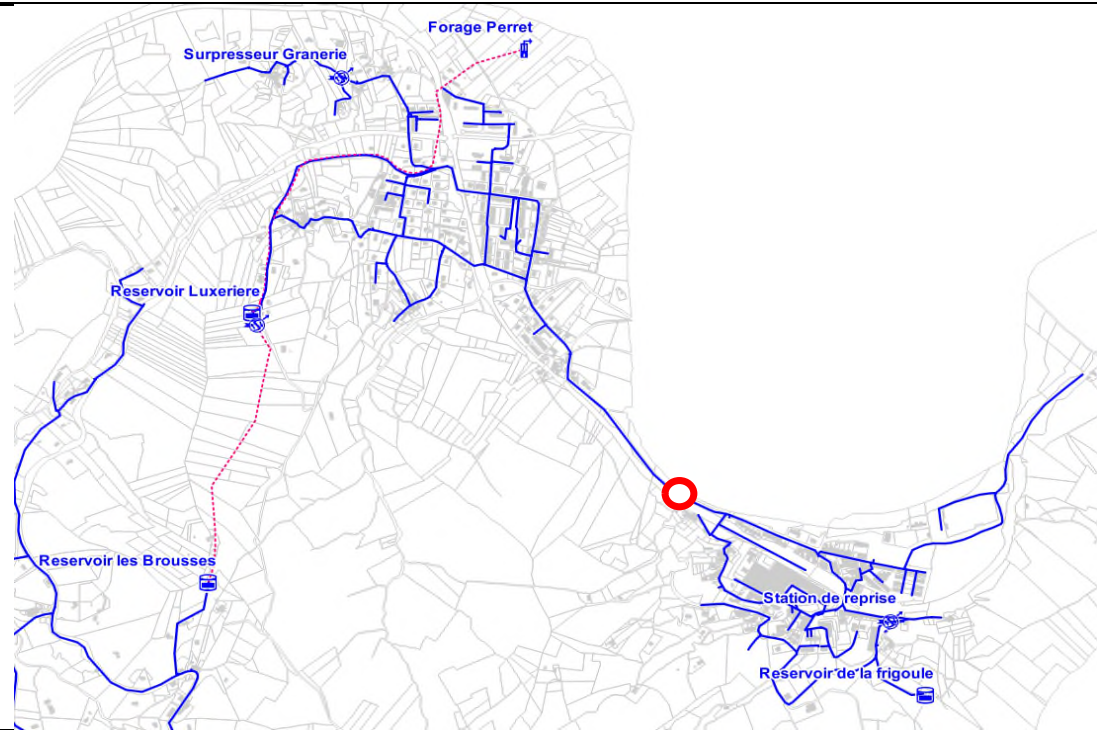 Forage Perret
Surpresseur Granerie
Reservoir Luxeriere
Reservoir les Brousses
Station de reprise
Reservoir de la frigoule